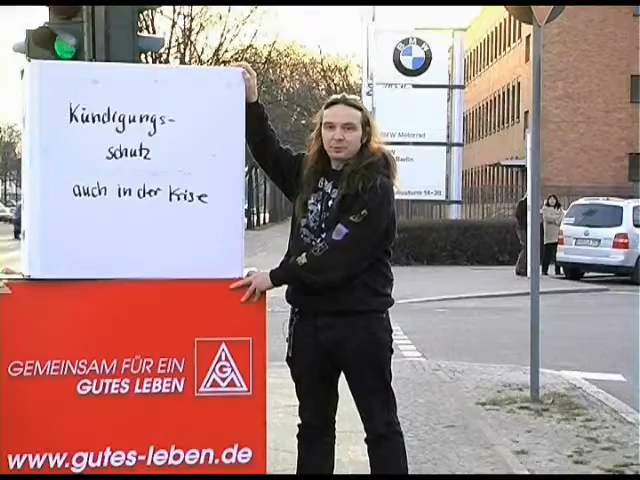 Kündigungs-
schutz
auch in der Krise
BMW
BMW Motorrad
Berlin
GEMEINSAM FÜR EIN
GUTES LEBEN
IGM
www.gutes-leben.de